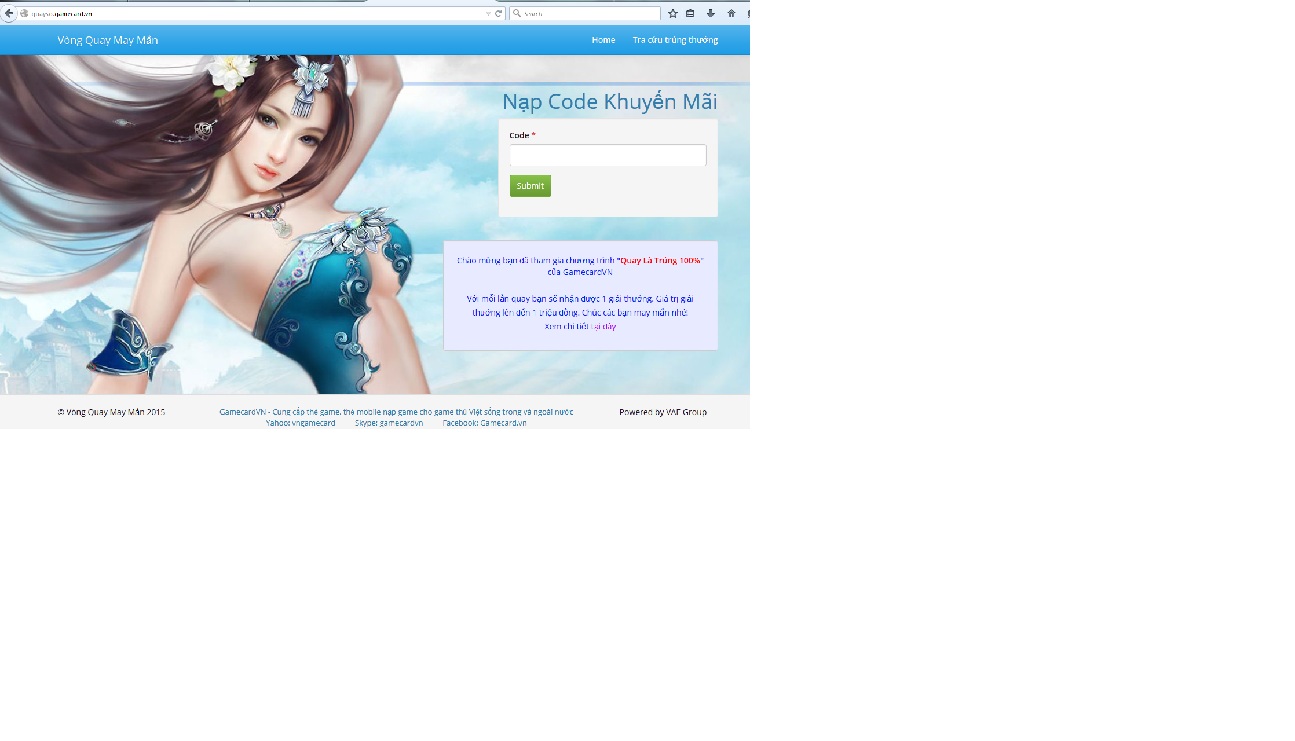 gamecard.vn
Search
Vòng Quay May Mắn
Home
Tra cứu trúng thưởng
Nạp Code Khuyến Mãi
Code *
Submit
Chào mừng bạn đã tham gia chương trình "Quay Là Trúng 100%"
của GamecardVN
Với mỗi lần quay bạn sẽ nhận được 1 giải thưởng. Giá trị giải
thưởng lên đến 1 triệu đồng. Chúc các bạn may mắn nhé!
Xem chi tiết tại đây
© Vòng Quay May Mắn 2015
GamecardVN - Cung cấp thẻ game, thẻ mobile nạp game cho game thủ Việt sống trong và ngoài nước
Yahoo: vngamecard Skype: gamecardvn Facebook: Gamecard.vn
Powered by VAE Group